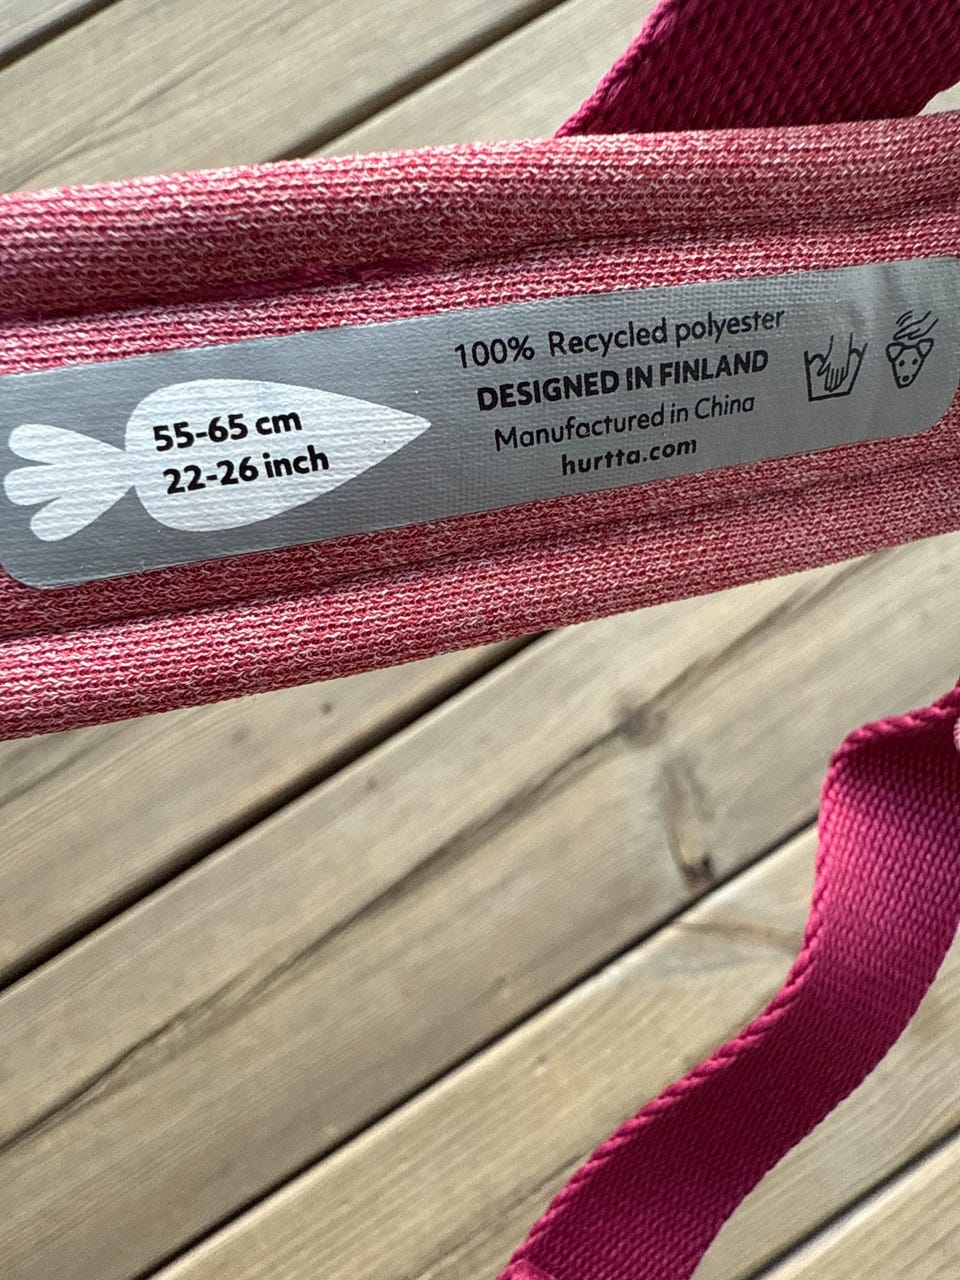 55-65 cm
22-26 inch
100% Recycled polyester
DESIGNED IN FINLAND
Manufactured in China
hurtta.com